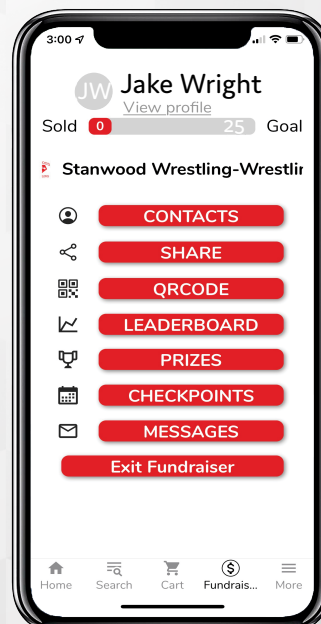 3:00
JW
Jake Wright
View profile
Sold 0 25 Goal
Stanwood Wrestling-Wrestlir
CONTACTS
SHARE
QRCODE
LEADERBOARD
PRIZES
CHECKPOINTS
MESSAGES
Exit Fundraiser
Home Search Cart Fundrais... More